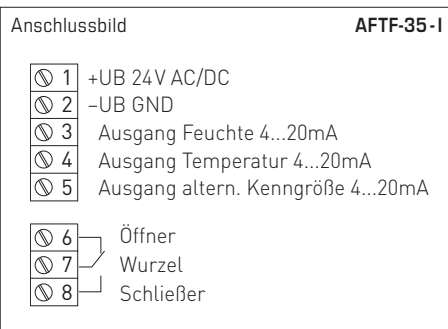 Anschlussbild AFTF-35-I
1 +UB 24V AC/DC
2 –UB GND
3 Ausgang Feuchte 4...20mA
4 Ausgang Temperatur 4...20mA
5 Ausgang altern. Kenngröße 4...20mA
6 Öffner
7 Wurzel
8 Schließer